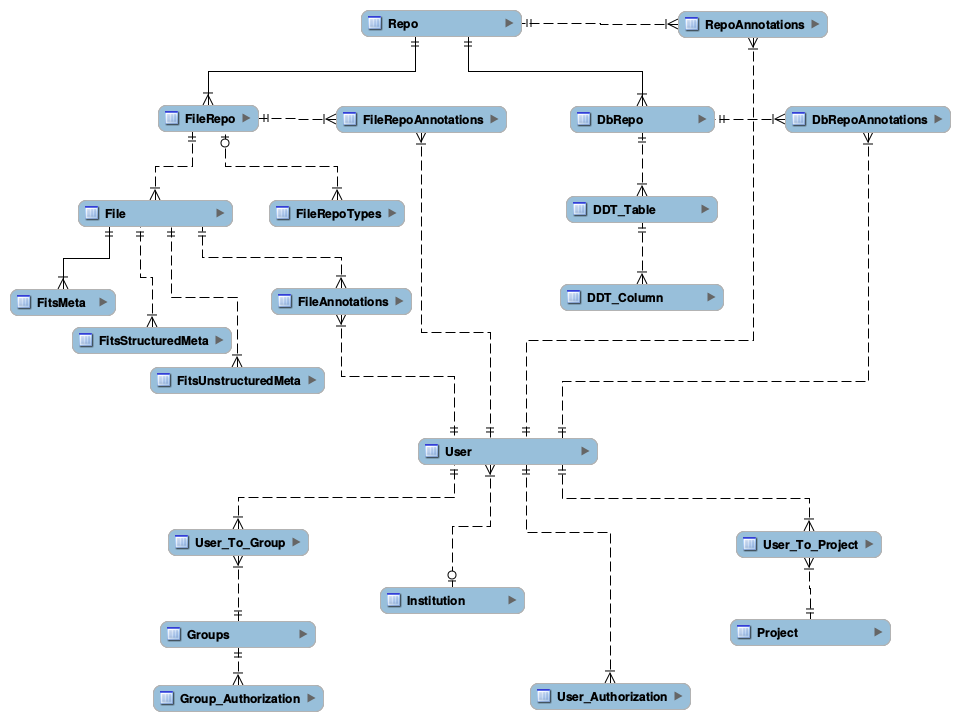 Repo
RepoAnnotations
FileRepo
FileRepoAnnotations
DbRepo
DbRepoAnnotations
File
FileRepoTypes
DDT_Table
FitsMeta
FileAnnotations
DDT_Column
FitsStructuredMeta
FitsUnstructuredMeta
User
User_To_Group
User_To_Project
Institution
Groups
Project
Group_Authorization
User_Authorization